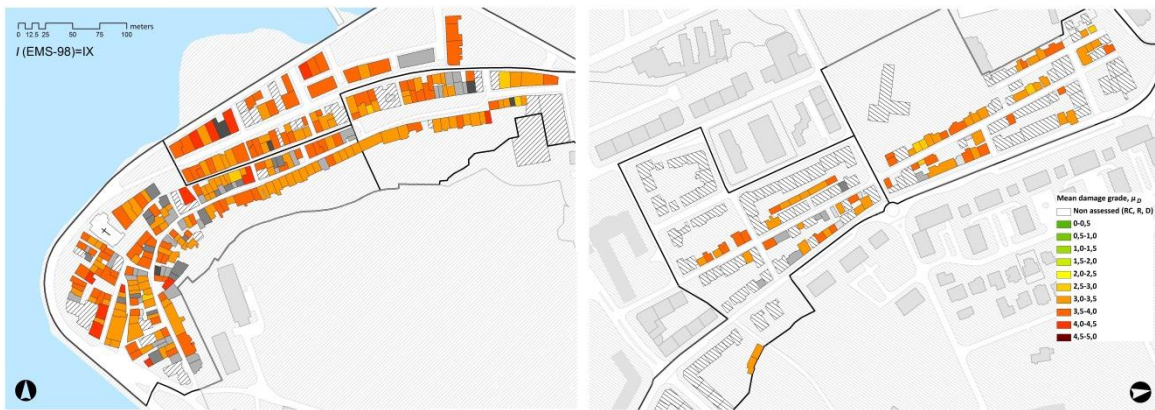 meters
0 12.5 25 50 75 100
I (EMS-98)=IX
Mean damage grade, μD
Non assessed (RC, R, D)
0-0,5
0,5-1,0
1,0-1,5
1,5-2,0
2,0-2,5
2,5-3,0
3,0-3,5
3,5-4,0
4,0-4,5
4,5-5,0